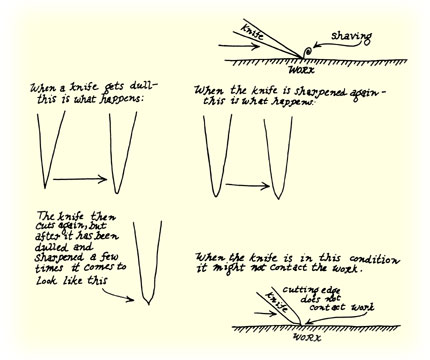 knife
shaving
WORK
When a knife gets dull-
this is what happens:
When the knife is sharpened again-
this is what happens:
The knife then
cuts again, but
after it has been
dulled and
sharpened a few
times it comes to
look like this
When the knife is in this condition
it might not contact the work.
knife
cutting edge
does not
contact work
WORK